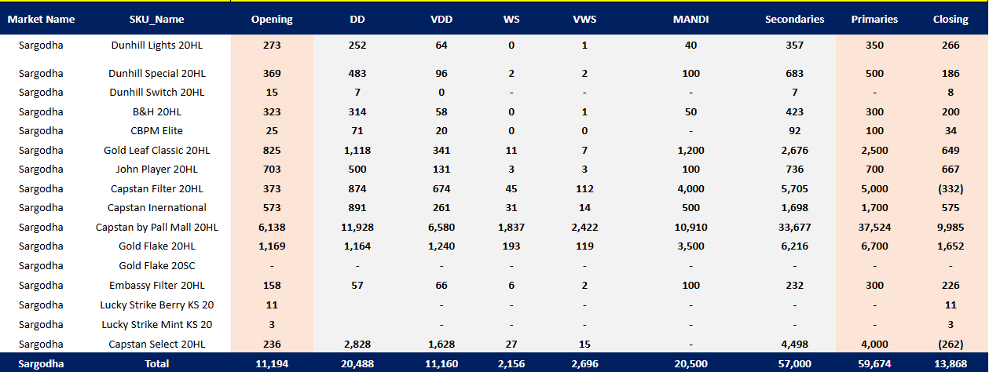 Market Name SKU_Name Opening DD VDD WS VWS MANDI Secondaries Primaries Closing
Sargodha Dunhill Lights 20HL 273 252 64 0 1 40 357 350 266
Sargodha Dunhill Special 20HL 369 483 96 2 2 100 683 500 186
Sargodha Dunhill Switch 20HL 15 7 0 - - - 7 - 8
Sargodha B&H 20HL 323 314 58 0 1 50 423 300 200
Sargodha CBPM Elite 25 71 20 0 0 - 92 100 34
Sargodha Gold Leaf Classic 20HL 825 1,118 341 11 7 1,200 2,676 2,500 649
Sargodha John Player 20HL 703 500 131 3 3 100 736 700 667
Sargodha Capstan Filter 20HL 373 874 674 45 112 4,000 5,705 5,000 (332)
Sargodha Capstan Inernational 573 891 261 31 14 500 1,698 1,700 575
Sargodha Capstan by Pall Mall 20HL 6,138 11,928 6,580 1,837 2,422 10,910 33,677 37,524 9,985
Sargodha Gold Flake 20HL 1,169 1,164 1,240 193 119 3,500 6,216 6,700 1,652
Sargodha Gold Flake 20SC - - - - - - - - -
Sargodha Embassy Filter 20HL 158 57 66 6 2 100 232 300 226
Sargodha Lucky Strike Berry KS 20 11 - - - - - - 11
Sargodha Lucky Strike Mint KS 20 3 - - - - - - 3
Sargodha Capstan Select 20HL 236 2,828 1,628 27 15 - 4,498 4,000 (262)
Sargodha Total 11,194 20,488 11,160 2,156 2,696 20,500 57,000 59,674 13,868